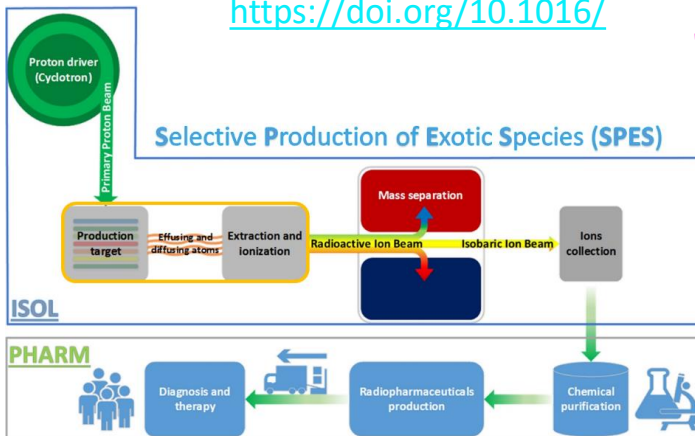 https://doi.org/10.1016/
Proton driver
(Cyclotron)
Primary Proton Beam
Selective Production of Exotic Species (SPES)
Mass separation
Production
target
Effusing and
diffusing atoms
Extraction and
ionization
Radioactive Ion Beam
Isobaric Ion Beam
Ions
collection
ISOL
PHARM
Diagnosis and
therapy
Radiopharmaceuticals
production
Chemical
purification